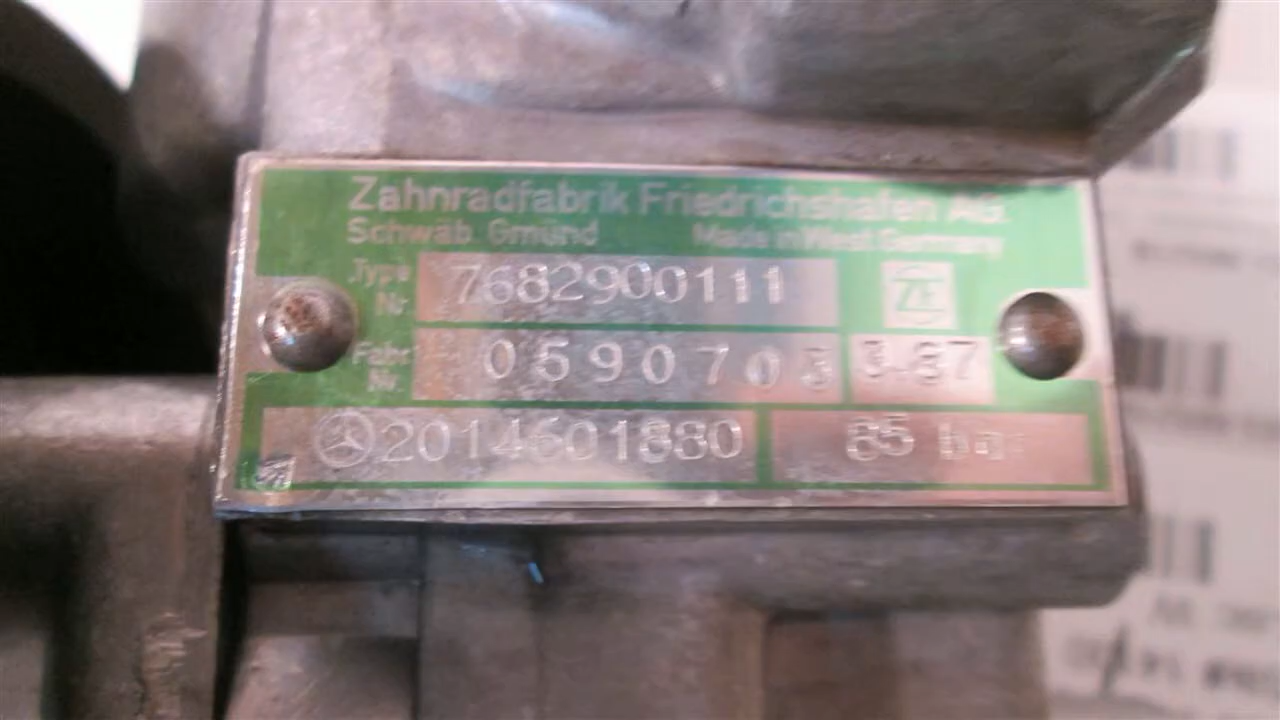 Zahnradfabrik Friedrichshafen AG.
Schwäb. Gmünd Made in West Germany
Type Nr. 7682900111 ZF
Fahr Nr. 0590703 3-87
2014601880 85 bar